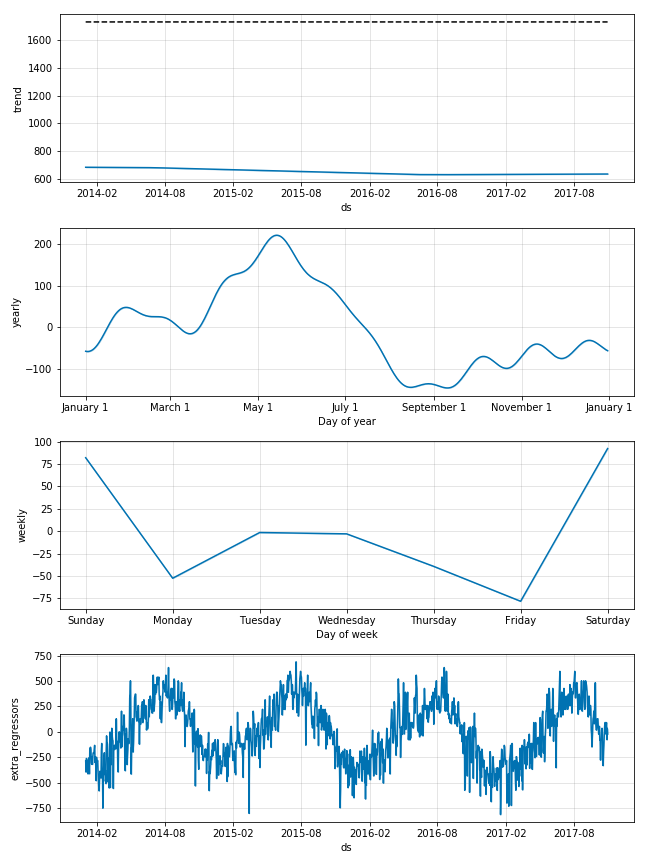 1600
1400
1200
1000
800
600
trend
2014-02 2014-08 2015-02 2015-08 2016-02 2016-08 2017-02 2017-08
ds
200
100
0
−100
yearly
January 1 March 1 May 1 July 1 September 1 November 1 January 1
Day of year
100
75
50
25
0
−25
−50
−75
weekly
Sunday Monday Tuesday Wednesday Thursday Friday Saturday
Day of week
750
500
250
0
−250
−500
−750
extra_regressors
2014-02 2014-08 2015-02 2015-08 2016-02 2016-08 2017-02 2017-08
ds